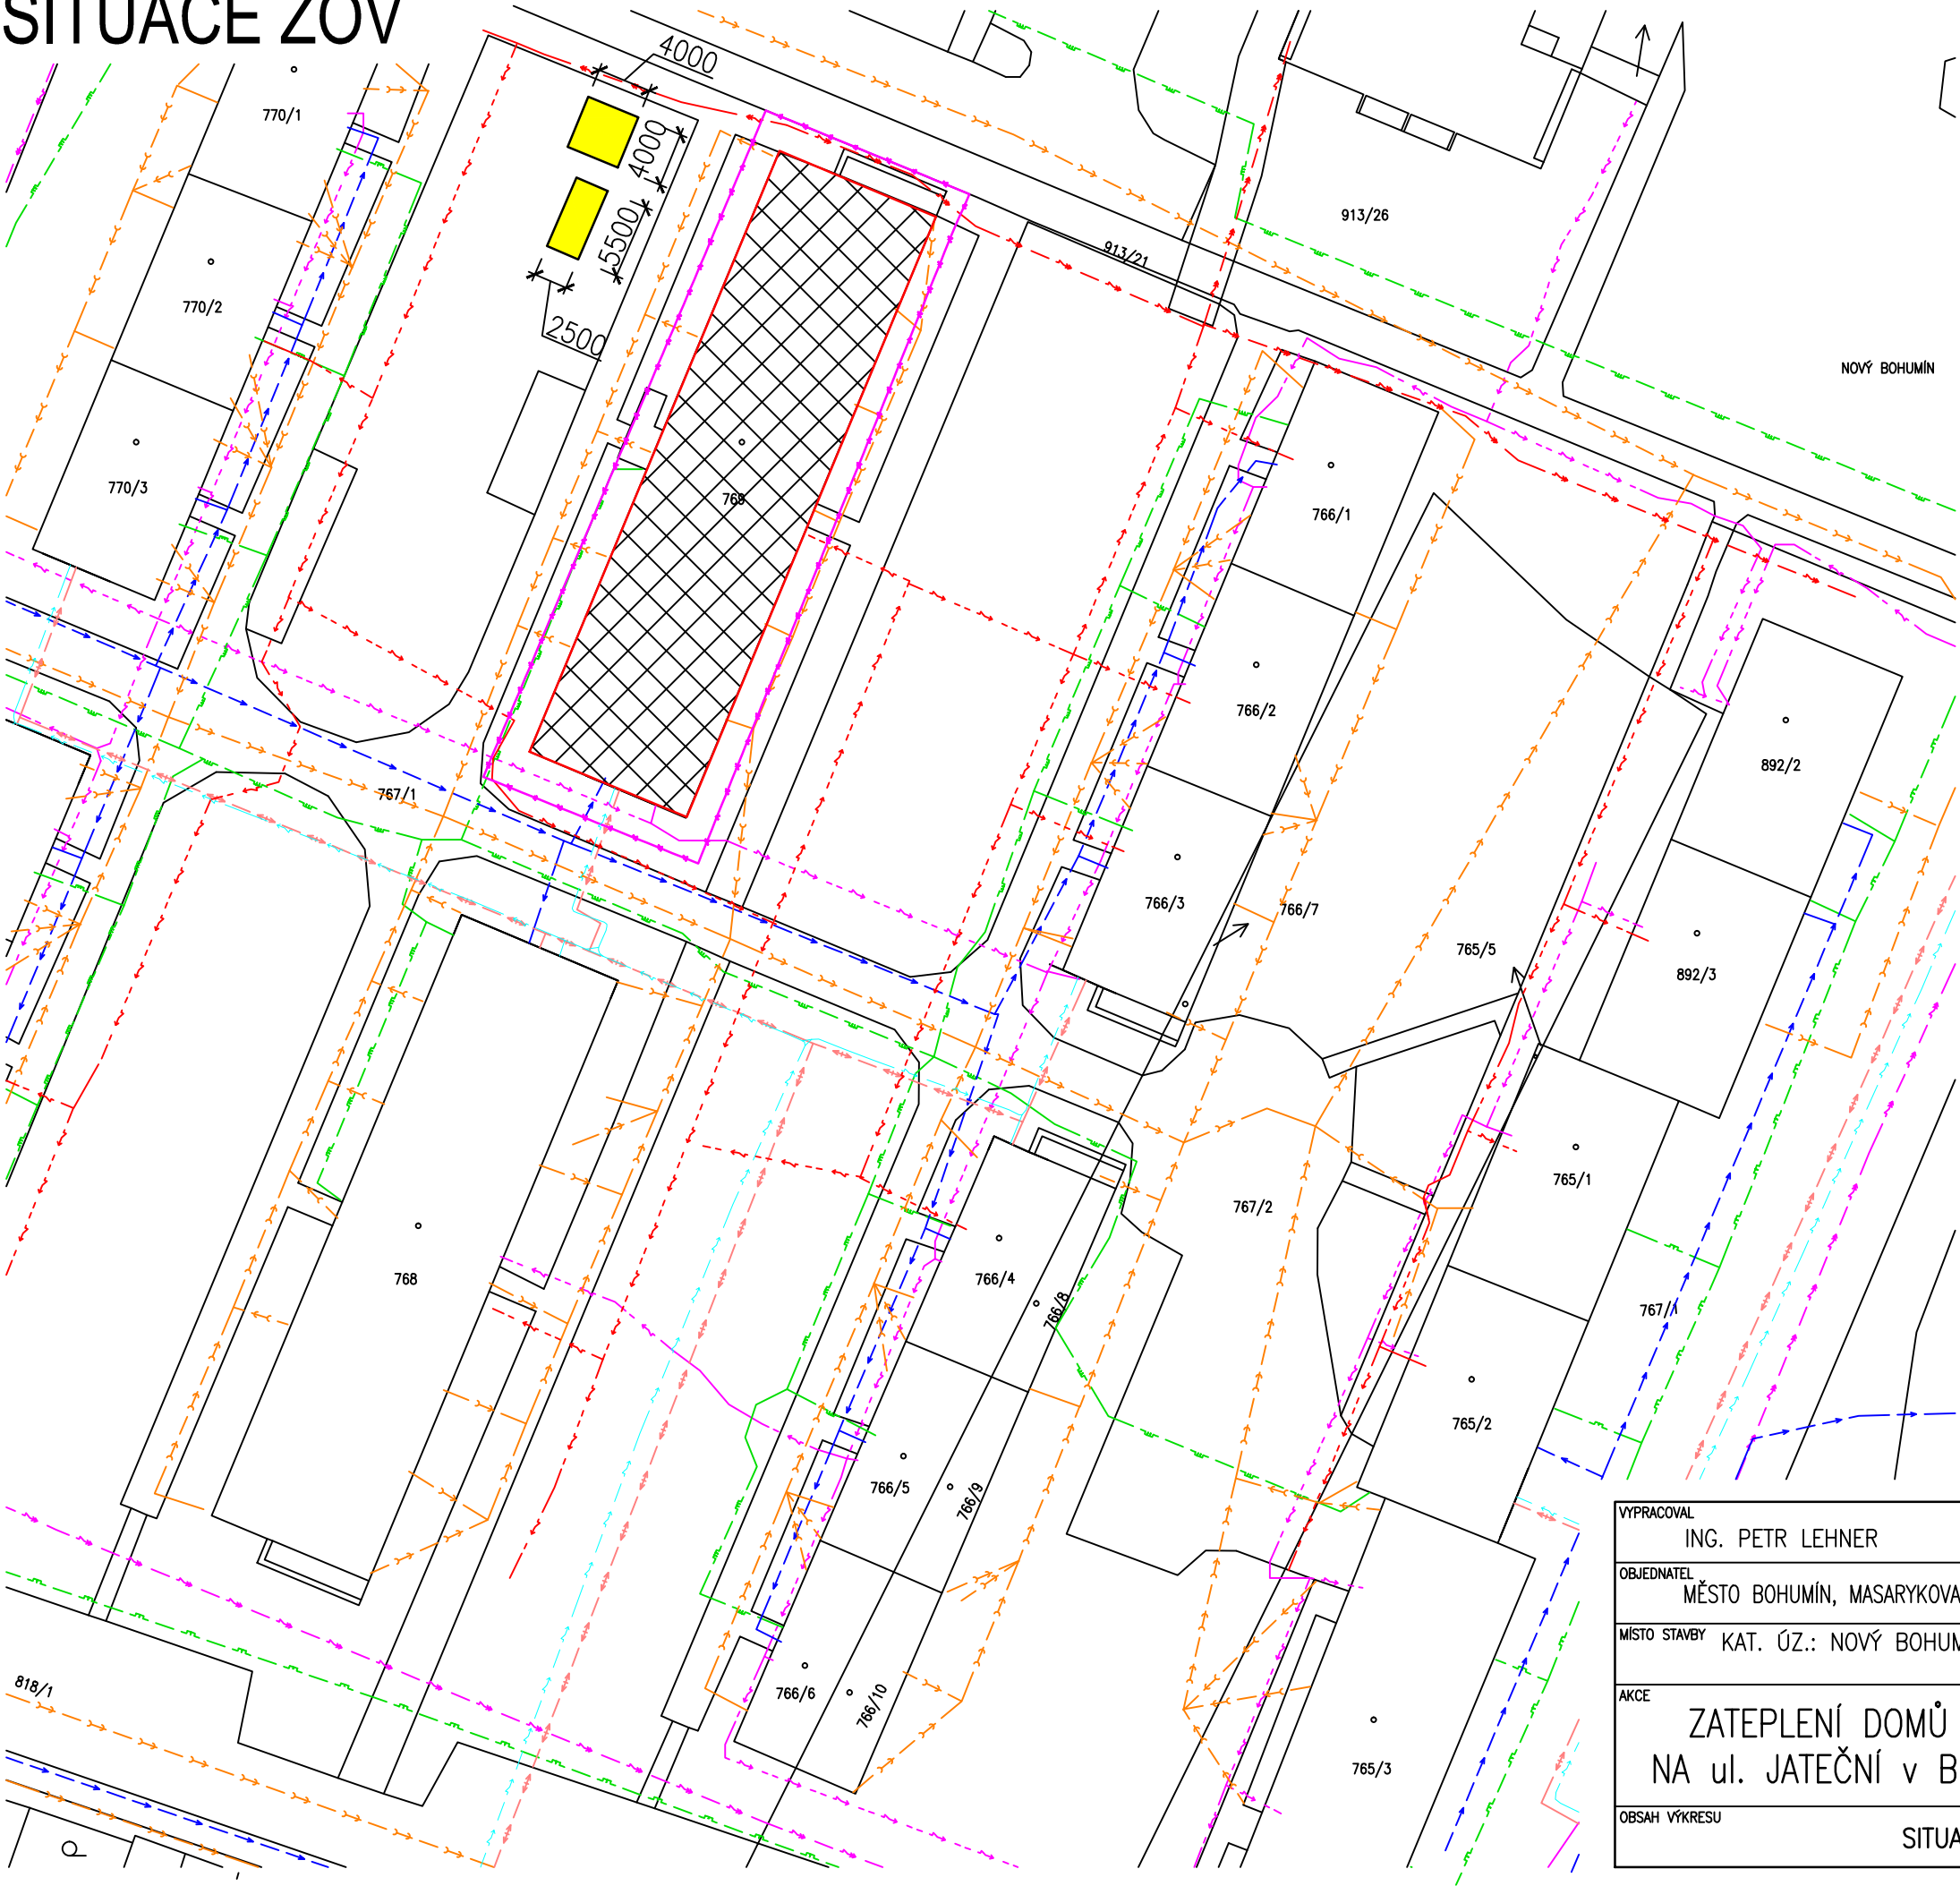 SITUACE ZOV
4000
770/1
4000
913/26
5500
913/21
770/2
2500
NOVÝ BOHUMÍN
770/3
769
766/1
766/2
892/2
767/1
766/3
766/7
765/5
892/3
765/1
767/2
768
766/4
766/8
767/1
765/2
766/5
766/9
818/1
766/6
766/10
765/3
VYPRACOVAL
ING. PETR LEHNER
OBJEDNATEL
MĚSTO BOHUMÍN, MASARYKOVA
MÍSTO STAVBY KAT. ÚZ.: NOVÝ BOHUM
AKCE
ZATEPLENÍ DOMŮ
NA ul. JATEČNÍ v B
OBSAH VÝKRESU
SITUA